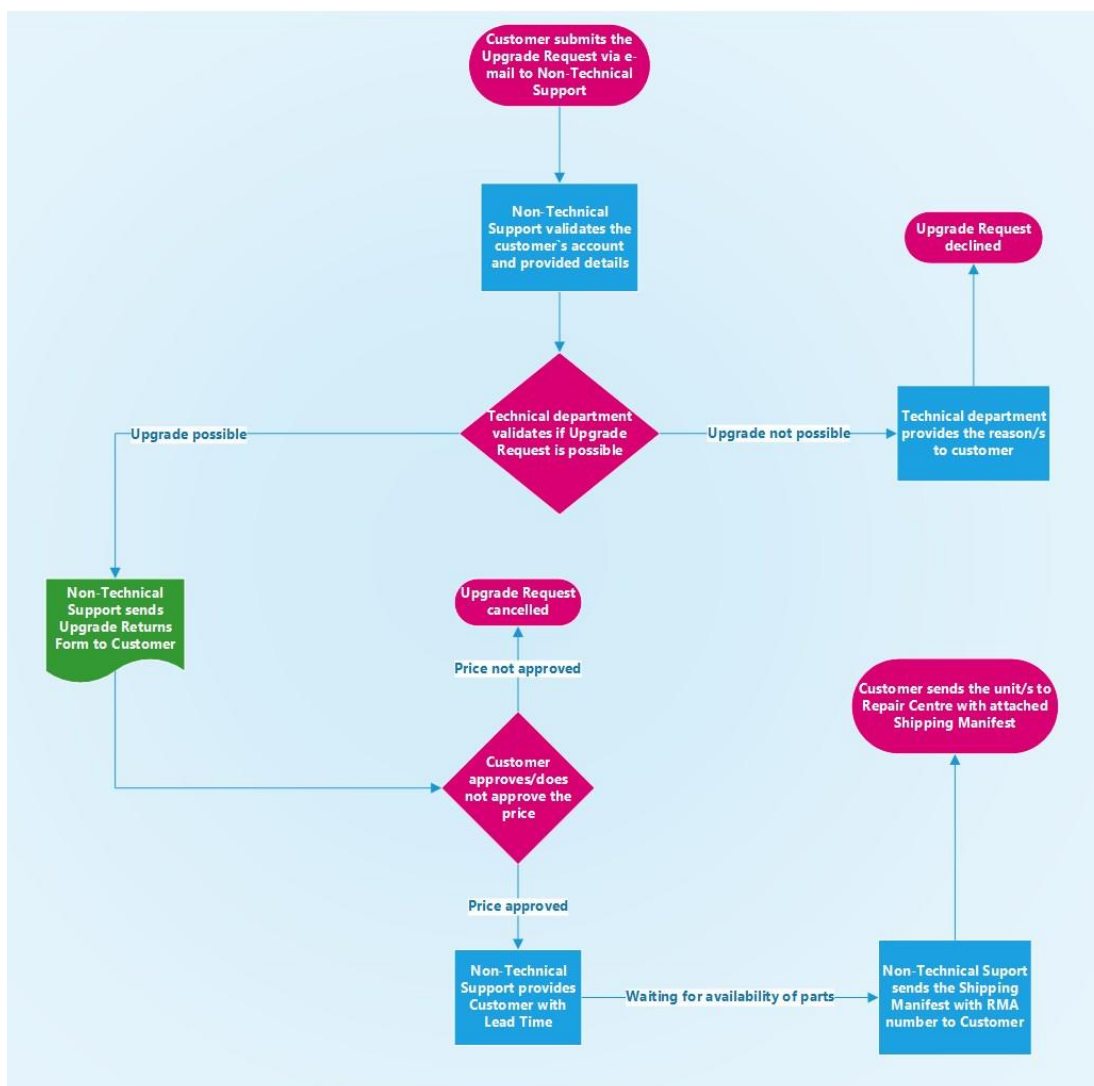 Customer submits the
Upgrade Request via e-
mail to Non-Technical
Support
Non-Technical
Support validates the
customer`s account
and provided details
Upgrade Request
declined
Technical department
validates if Upgrade
Request is possible
Upgrade possible
Upgrade not possible
Technical department
provides the reason/s
to customer
Non-Technical
Support sends
Upgrade Returns
Form to Customer
Upgrade Request
cancelled
Price not approved
Customer sends the unit/s to
Repair Centre with attached
Shipping Manifest
Customer
approves/does
not approve the
price
Price approved
Non-Technical
Support provides
Customer with
Lead Time
Waiting for availability of parts
Non-Technical Suport
sends the Shipping
Manifest with RMA
number to Customer